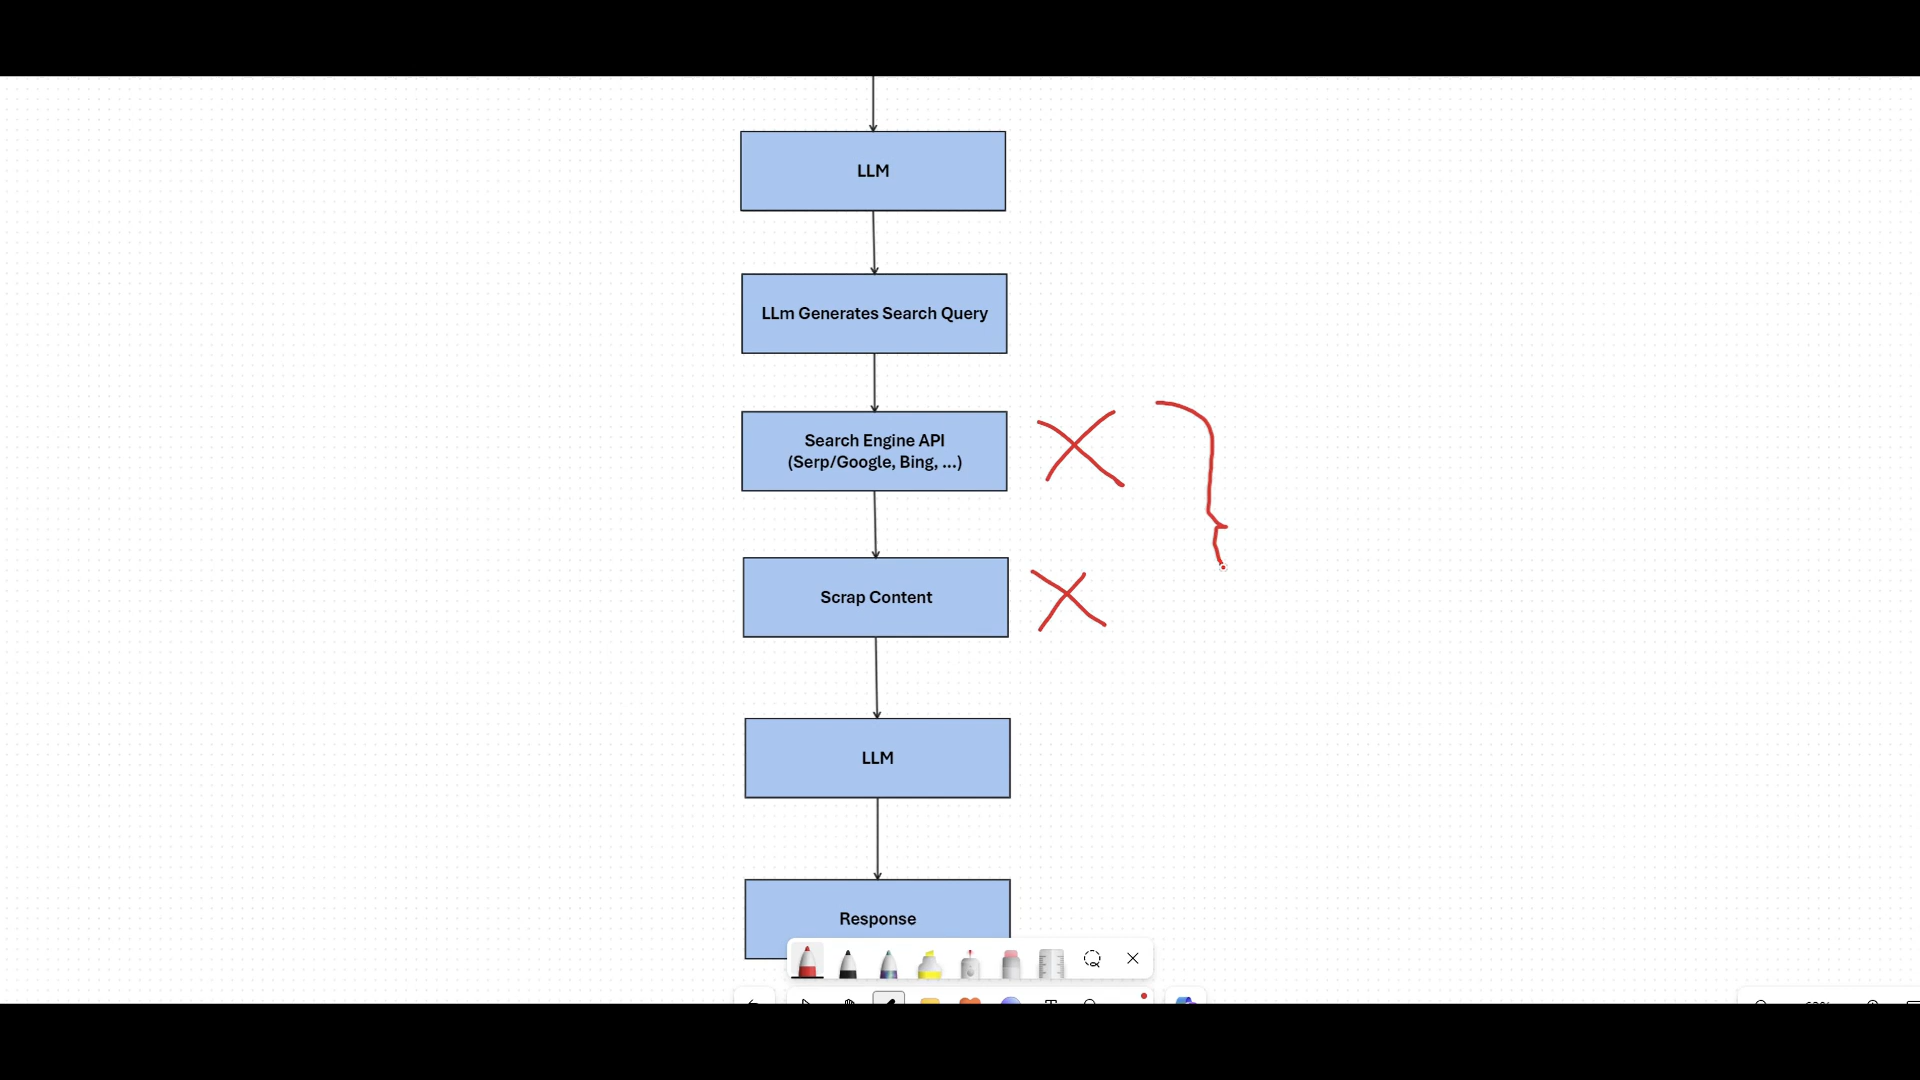 LLM
LLm Generates Search Query
Search Engine API
(Serp/Google, Bing, ...)
Scrap Content
LLM
Response